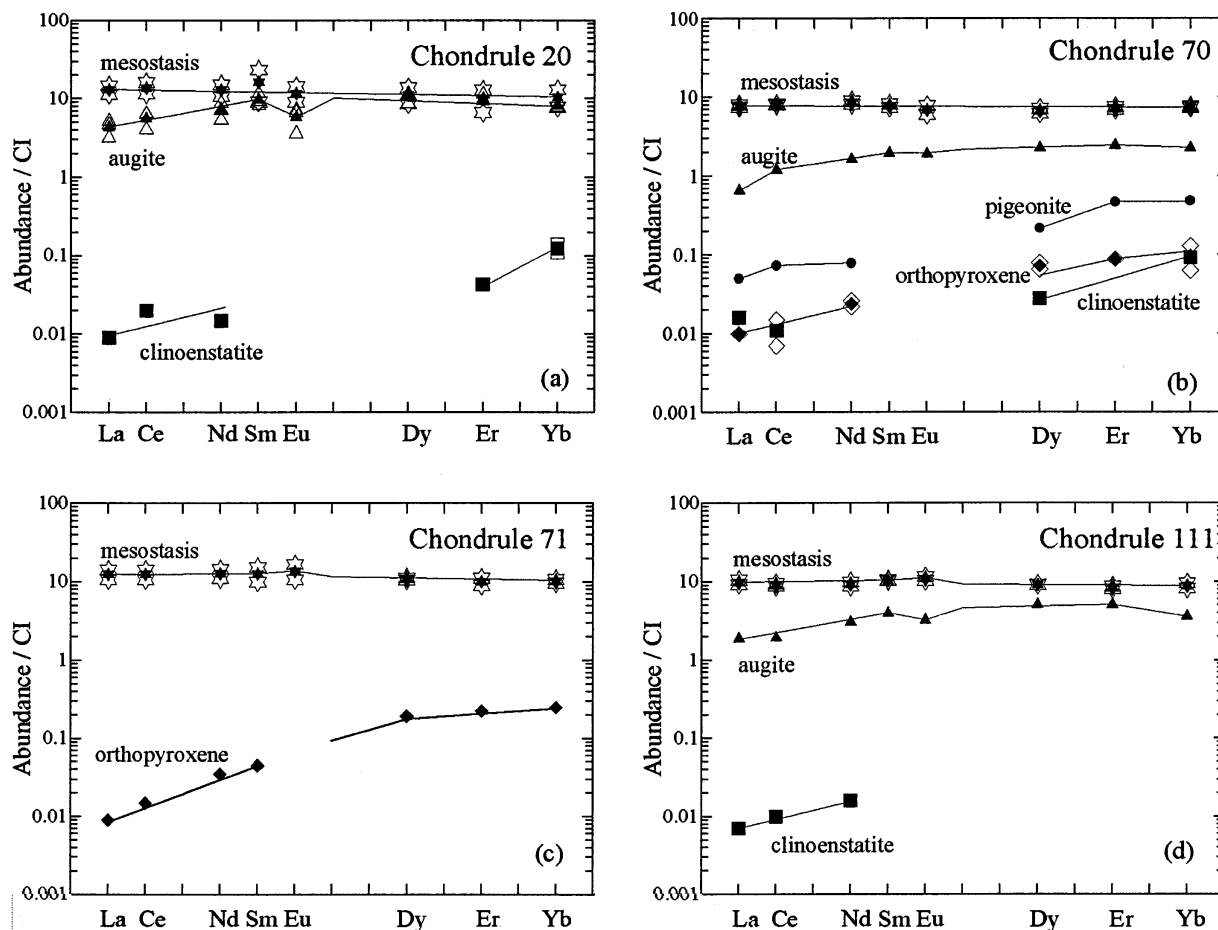 100
Chondrule 20
mesostasis
10
augite
1
Abundance / CI
0.1
0.01
clinoenstatite
(a)
0.001
La Ce Nd Sm Eu Dy Er Yb
100
Chondrule 70
mesostasis
10
augite
1
pigeonite
Abundance / CI
0.1
orthopyroxene
clinoenstatite
0.01
(b)
0.001
La Ce Nd Sm Eu Dy Er Yb
100
Chondrule 71
mesostasis
10
1
Abundance / CI
0.1
orthopyroxene
0.01
(c)
0.001
La Ce Nd Sm Eu Dy Er Yb
100
Chondrule 111
mesostasis
10
augite
1
Abundance / CI
0.1
0.01
clinoenstatite
(d)
0.001
La Ce Nd Sm Eu Dy Er Yb